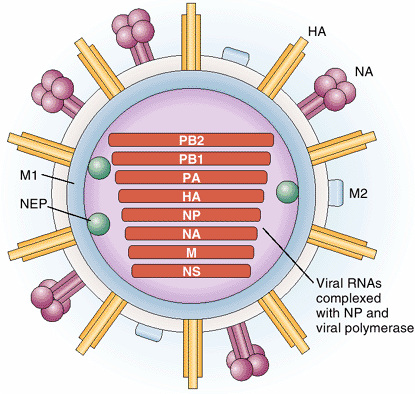 HA
NA
PB2
PB1
PA
HA
NP
NA
M
NS
M1
NEP
M2
Viral RNAs
complexed
with NP and
viral polymerase